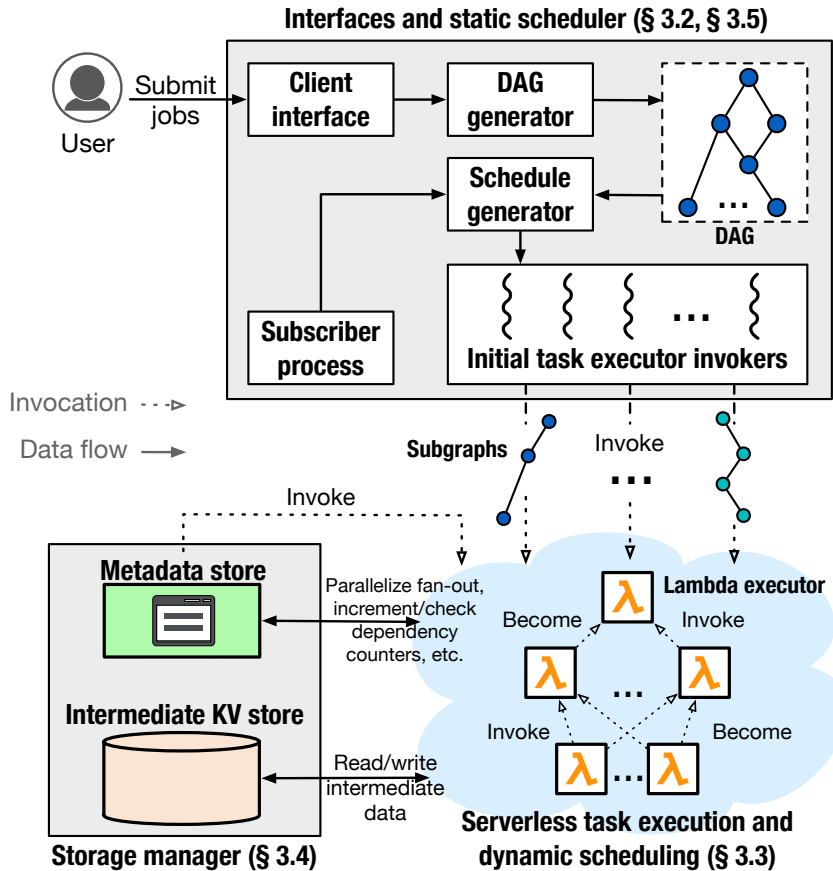 Interfaces and static scheduler (§ 3.2, § 3.5)
User
Submit
jobs
Client
interface
DAG
generator
Schedule
generator
...
DAG
Subscriber
process
...
Initial task executor invokers
Invocation
Data flow
Subgraphs
Invoke
...
Invoke
Metadata store
Parallelize fan-out,
increment/check
dependency
counters, etc.
Intermediate KV store
Read/write
intermediate
data
Storage manager (§ 3.4)
Lambda executor
λ
Become
Invoke
λ
...
λ
Invoke
Become
λ
...
λ
Serverless task execution and
dynamic scheduling (§ 3.3)